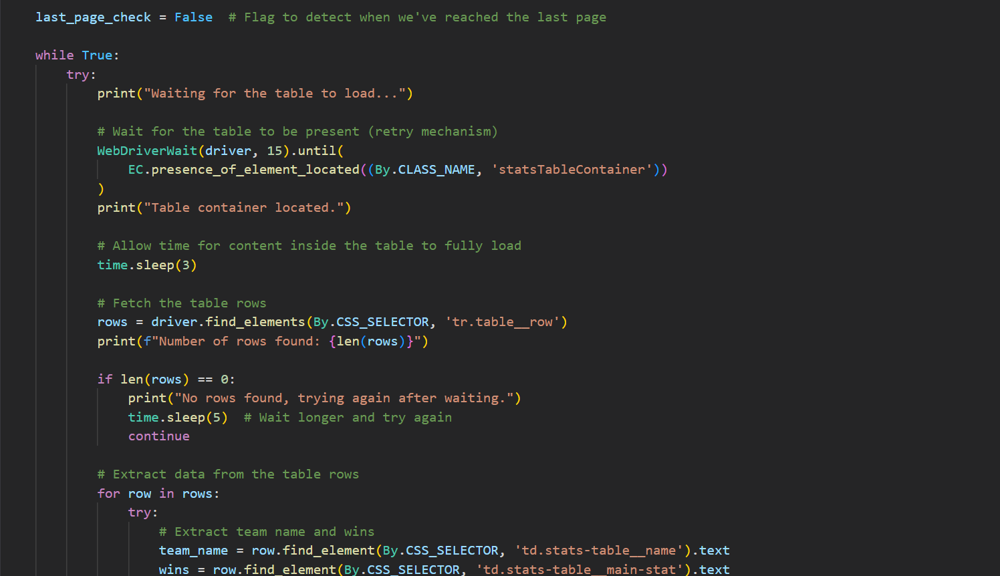 last_page_check = False  # Flag to detect when we've reached the last page
while True:
try:
print("Waiting for the table to load...")
# Wait for the table to be present (retry mechanism)
WebDriverWait(driver, 15).until(
EC.presence_of_element_located((By.CLASS_NAME, 'statsTableContainer'))
)
print("Table container located.")
# Allow time for content inside the table to fully load
time.sleep(3)
# Fetch the table rows
rows = driver.find_elements(By.CSS_SELECTOR, 'tr.table__row')
print(f"Number of rows found: {len(rows)}")
if len(rows) == 0:
print("No rows found, trying again after waiting.")
time.sleep(5)  # Wait longer and try again
continue
# Extract data from the table rows
for row in rows:
try:
# Extract team name and wins
team_name = row.find_element(By.CSS_SELECTOR, 'td.stats-table__name').text
wins = row.find_element(By.CSS_SELECTOR, 'td.stats-table__main-stat').text